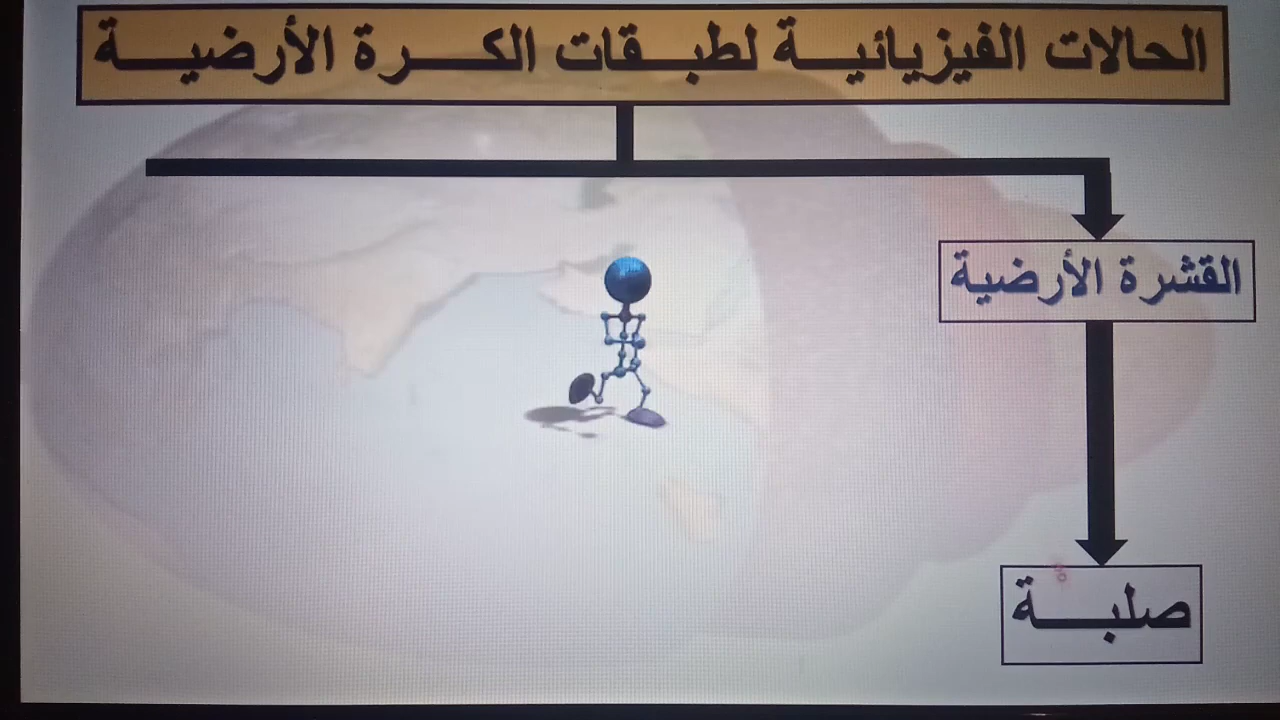 الحالات الفيزيائية لطبقات الكرة الأرضية
القشرة الأرضية
صلبة